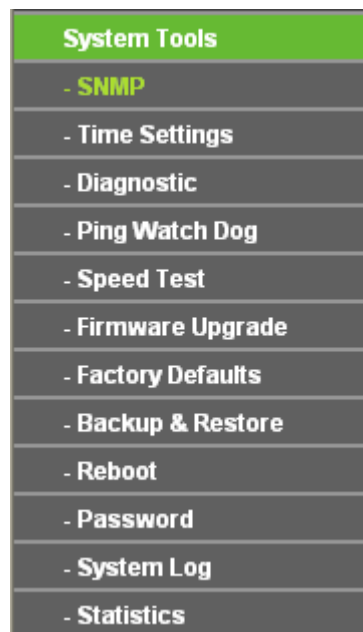 System Tools
- SNMP
- Time Settings
- Diagnostic
- Ping Watch Dog
- Speed Test
- Firmware Upgrade
- Factory Defaults
- Backup & Restore
- Reboot
- Password
- System Log
- Statistics